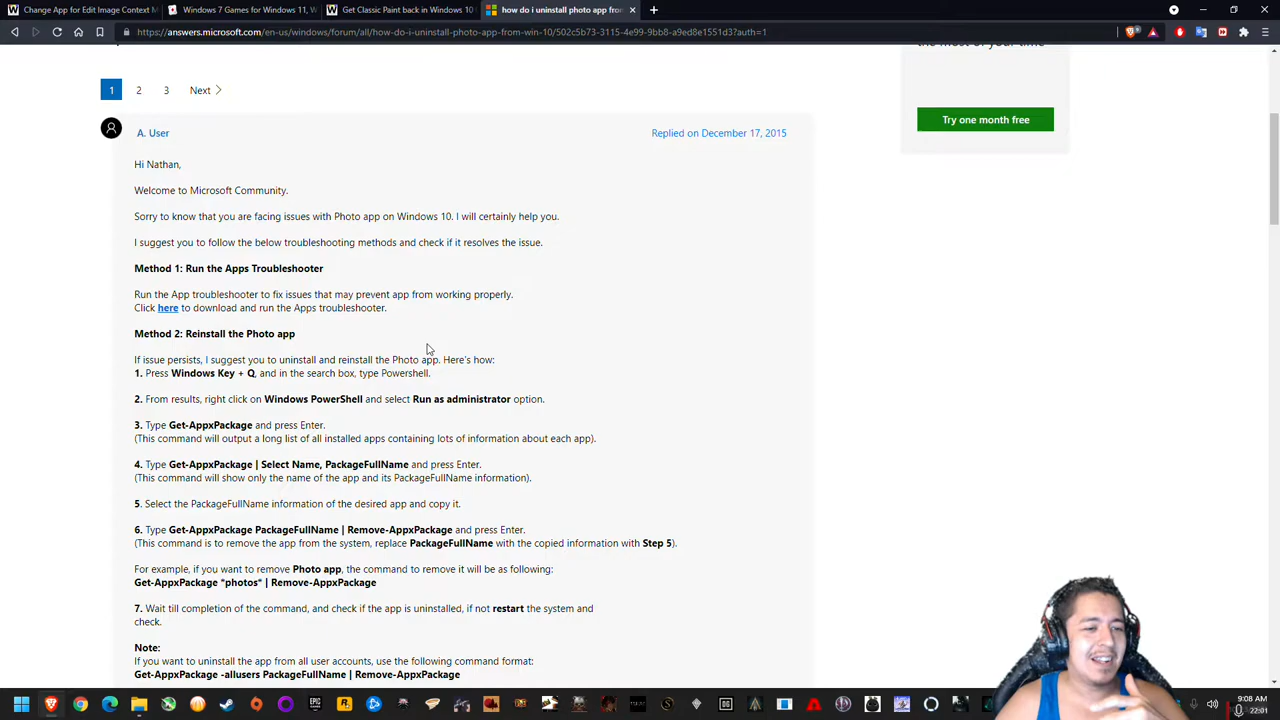 Change App for Edit Image Context M
Windows 7 Games for Windows 11, W
Get Classic Paint back in Windows 10
how do i uninstall photo app from
https://answers.microsoft.com/en-us/windows/forum/all/how-do-i-uninstall-photo-app-from-win-10/502c5b73-3115-4e99-9bb8-a9ed8e1551d3?auth=1
the most of your time
Try one month free
1 2 3 Next
A. User Replied on December 17, 2015
Hi Nathan,
Welcome to Microsoft Community.
Sorry to know that you are facing issues with Photo app on Windows 10. I will certainly help you.
I suggest you to follow the below troubleshooting methods and check if it resolves the issue.
Method 1: Run the Apps Troubleshooter
Run the App troubleshooter to fix issues that may prevent app from working properly.
Click here to download and run the Apps troubleshooter.
Method 2: Reinstall the Photo app
If issue persists, I suggest you to uninstall and reinstall the Photo app. Here's how:
1. Press Windows Key + Q, and in the search box, type Powershell.
2. From results, right click on Windows PowerShell and select Run as administrator option.
3. Type Get-AppxPackage and press Enter.
(This command will output a long list of all installed apps containing lots of information about each app).
4. Type Get-AppxPackage | Select Name, PackageFullName and press Enter.
(This command will show only the name of the app and its PackageFullName information).
5. Select the PackageFullName information of the desired app and copy it.
6. Type Get-AppxPackage PackageFullName | Remove-AppxPackage and press Enter.
(This command is to remove the app from the system, replace PackageFullName with the copied information with Step 5).
For example, if you want to remove Photo app, the command to remove it will be as following:
Get-AppxPackage *photos* | Remove-AppxPackage
7. Wait till completion of the command, and check if the app is uninstalled, if not restart the system and
check.
Note:
If you want to uninstall the app from all user accounts, use the following command format:
Get-AppxPackage -allusers PackageFullName | Remove-AppxPackage
9:08 AM